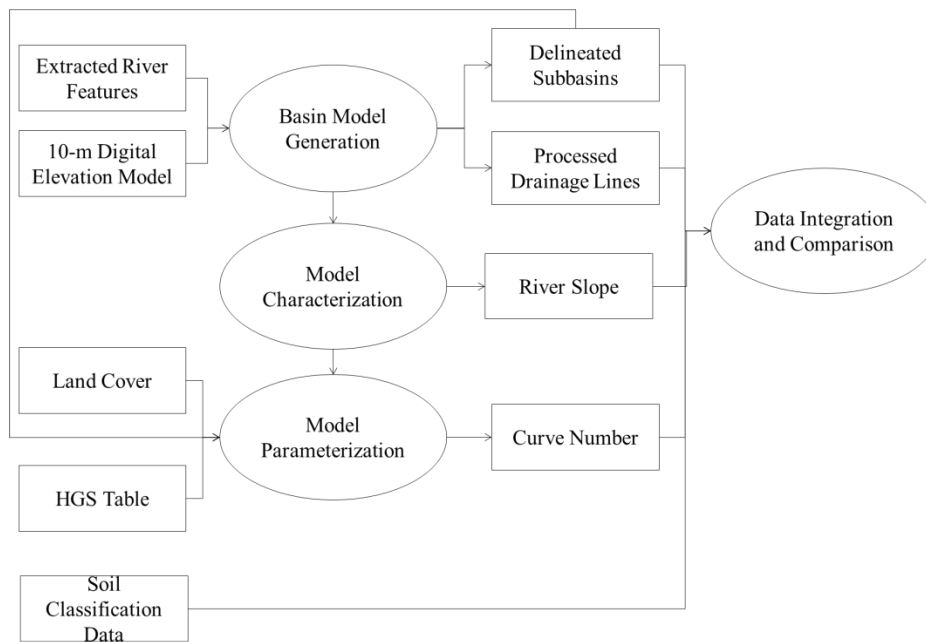 Extracted River
Features
10-m Digital
Elevation Model
Basin Model
Generation
Delineated
Subbasins
Processed
Drainage Lines
Data Integration
and Comparison
Model
Characterization
River Slope
Land Cover
Model
Parameterization
Curve Number
HGS Table
Soil
Classification
Data